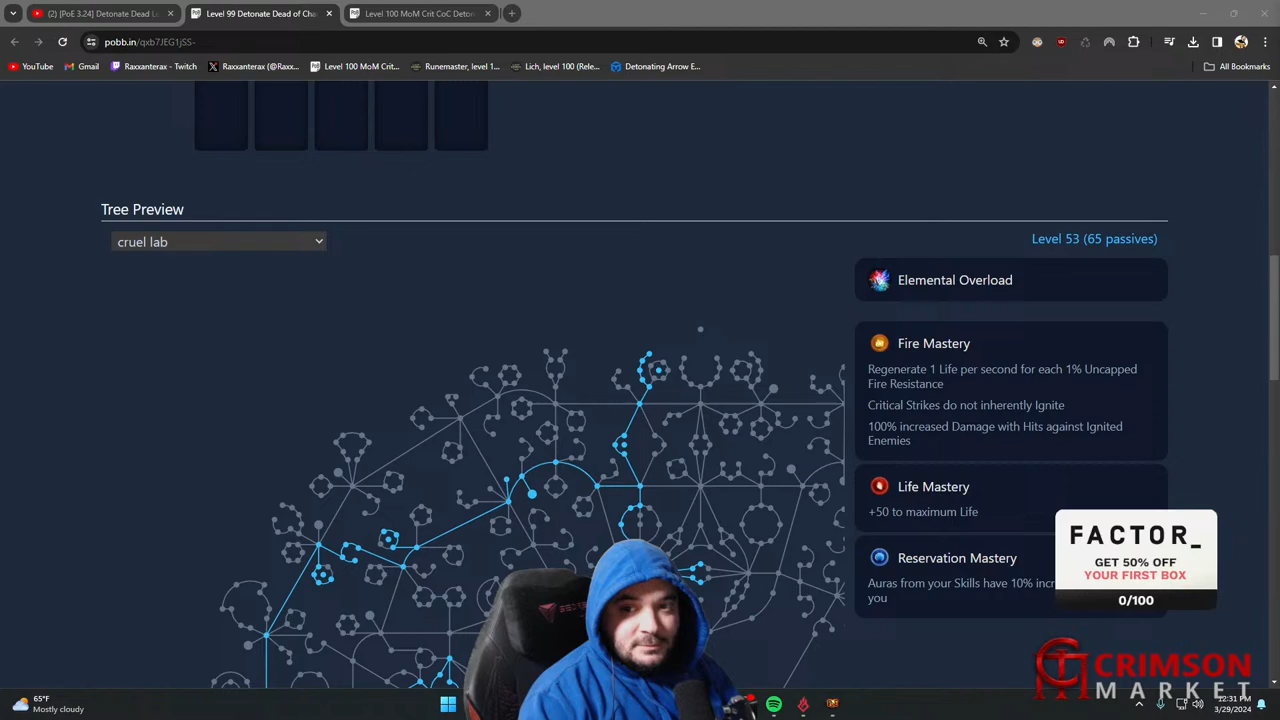 (2) [PoE 3.24] Detonate Dead Le
Level 99 Detonate Dead of Cha
Level 100 MoM Crit CoC Deton
pobb.in/qxb7JEG1jSS-
YouTube
Gmail
Raxxanterax - Twitch
Raxxanterax (@Raxx...
Level 100 MoM Crit...
Runemaster, level 1...
Lich, level 100 (Rele...
Detonating Arrow E...
All Bookmarks
Tree Preview
cruel lab
Level 53 (65 passives)
Elemental Overload
Fire Mastery
Regenerate 1 Life per second for each 1% Uncapped
Fire Resistance
Critical Strikes do not inherently Ignite
100% increased Damage with Hits against Ignited
Enemies
Life Mastery
+50 to maximum Life
Reservation Mastery
Auras from your Skills have 10% incr
you
FACTOR_
GET 50% OFF
YOUR FIRST BOX
0/100
CRIMSON
MARKET
65°F
Mostly cloudy
12:31 PM
3/29/2024